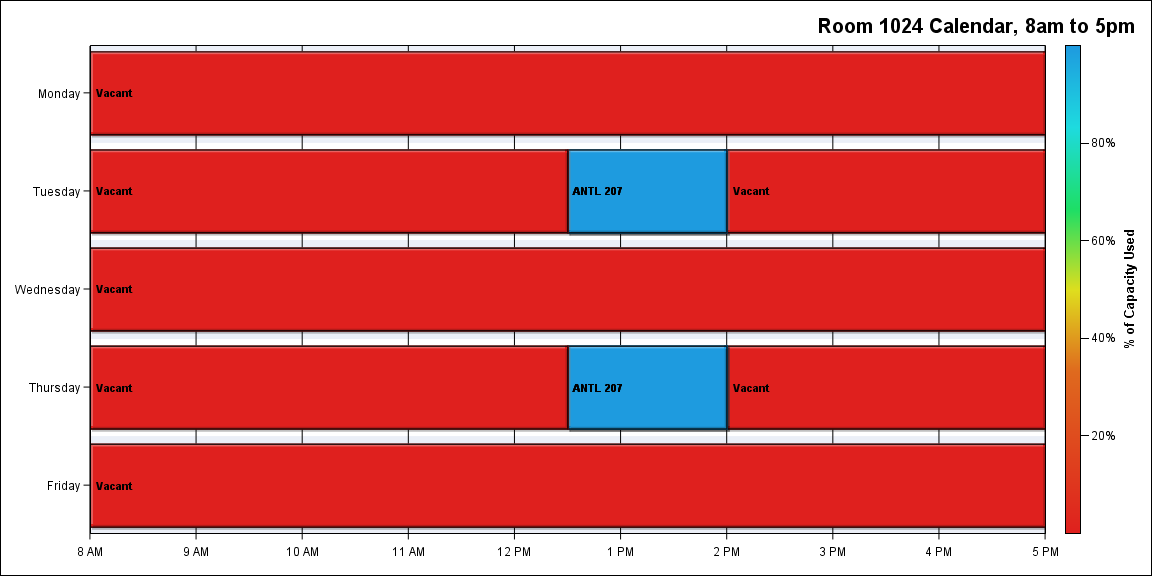 Room 1024 Calendar, 8am to 5pm
Monday
Vacant
Tuesday
Vacant
ANTL 207
Vacant
Wednesday
Vacant
Thursday
Vacant
ANTL 207
Vacant
Friday
Vacant
8 AM 9 AM 10 AM 11 AM 12 PM 1 PM 2 PM 3 PM 4 PM 5 PM
80%
60%
40%
20%
% of Capacity Used